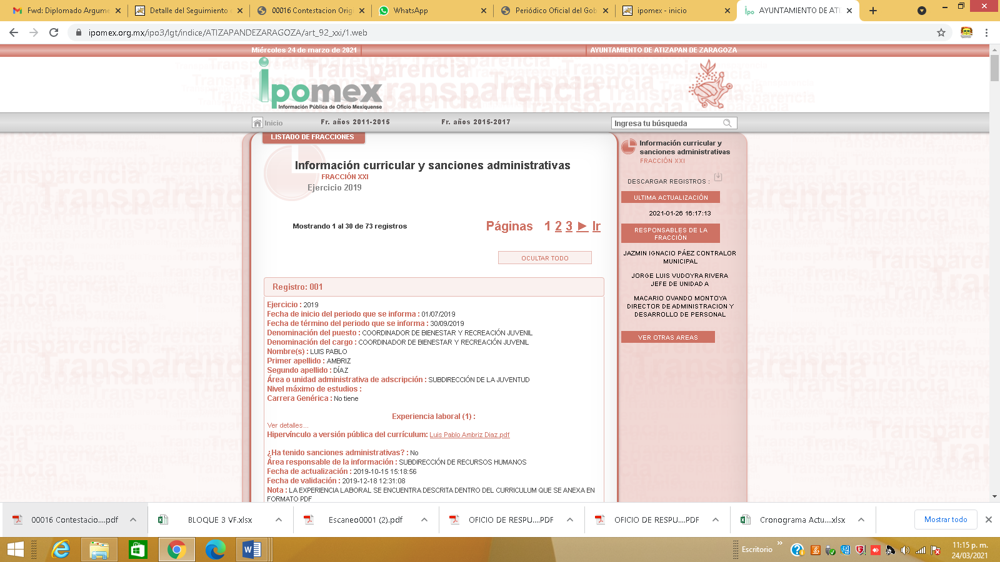 Fwd: Diplomado Argume
Detalle del Seguimiento
00016 Contestacion Orig
WhatsApp
Periódico Oficial del Gob
ipomex - inicio
AYUNTAMIENTO DE ATI
ipomex.org.mx/ipo3/lgt/indice/ATIZAPANDEZARAGOZA/art_92_xxi/1.web
Miércoles 24 de marzo de 2021
AYUNTAMIENTO DE ATIZAPAN DE ZARAGOZA
ipomex
Información Pública de Oficio Mexiquense
Inicio
Fr. años 2011-2015
Fr. años 2015-2017
Ingresa tu búsqueda
LISTADO DE FRACCIONES
Información curricular y sanciones administrativas
FRACCIÓN XXI
Ejercicio 2019
Mostrando 1 al 30 de 73 registros
Páginas 1 2 3 ► Ir
OCULTAR TODO
Registro: 001
Ejercicio : 2019
Fecha de inicio del periodo que se informa : 01/07/2019
Fecha de término del periodo que se informa : 30/09/2019
Denominación del puesto : COORDINADOR DE BIENESTAR Y RECREACIÓN JUVENIL
Denominación del cargo : COORDINADOR DE BIENESTAR Y RECREACIÓN JUVENIL
Nombre(s) : LUIS PABLO
Primer apellido : AMBRIZ
Segundo apellido : DÍAZ
Área o unidad administrativa de adscripción : SUBDIRECCIÓN DE LA JUVENTUD
Nivel máximo de estudios :
Carrera Genérica : No tiene
Experiencia laboral (1) :
Ver detalles...
Hipervínculo a versión pública del currículum: Luis Pablo Ambriz Diaz.pdf
¿Ha tenido sanciones administrativas? : No
Área responsable de la información : SUBDIRECCIÓN DE RECURSOS HUMANOS
Fecha de actualización : 2019-10-15 15:18:56
Fecha de validación : 2019-12-18 12:31:08
Nota : LA EXPERIENCIA LABORAL SE ENCUENTRA DESCRITA DENTRO DEL CURRICULUM QUE SE ANEXA EN
FORMATO PDF
Información curricular y
sanciones administrativas
FRACCIÓN XXI
DESCARGAR REGISTROS :
ULTIMA ACTUALIZACIÓN
2021-01-26 16:17:13
RESPONSABLES DE LA
FRACCIÓN
JAZMIN IGNACIO PÁEZ CONTRALOR
MUNICIPAL
JORGE LUIS VUDOYRA RIVERA
JEFE DE UNIDAD A
MACARIO OVANDO MONTOYA
DIRECTOR DE ADMINISTRACION Y
DESARROLLO DE PERSONAL
VER OTRAS AREAS
00016 Contestacio....pdf
BLOQUE 3 VF.xlsx
Escaneo0001 (2).pdf
OFICIO DE RESPU....PDF
OFICIO DE RESPU....PDF
Cronograma Actu....xlsx
Mostrar todo
Escritorio
11:15 p. m.
24/03/2021